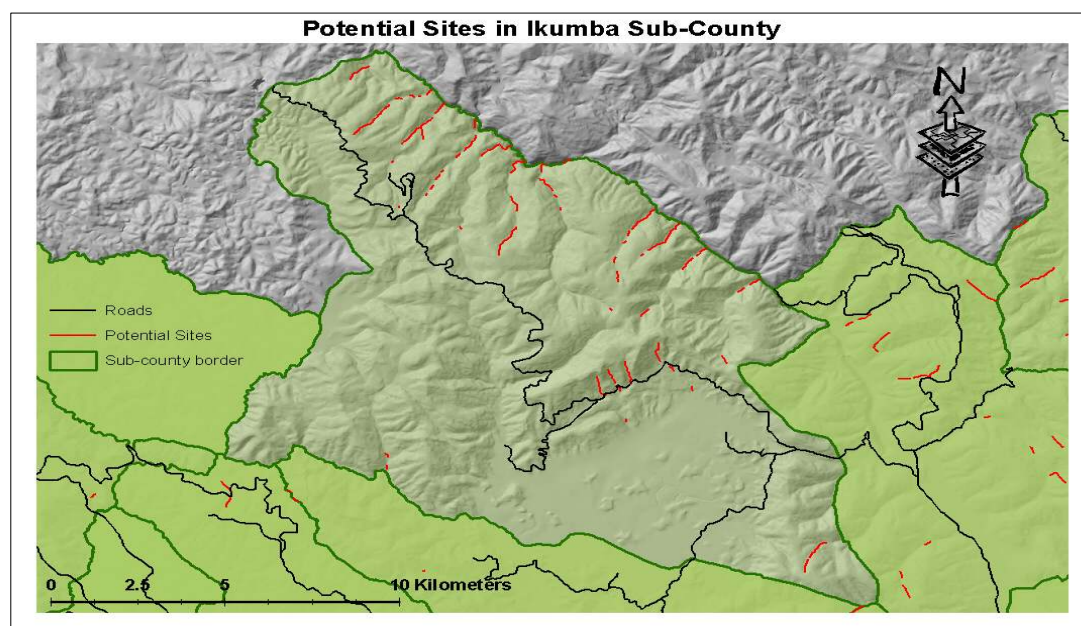 Potential Sites in Ikumba Sub-County
N
Roads
Potential Sites
Sub-county border
0 2.5 5 10 Kilometers